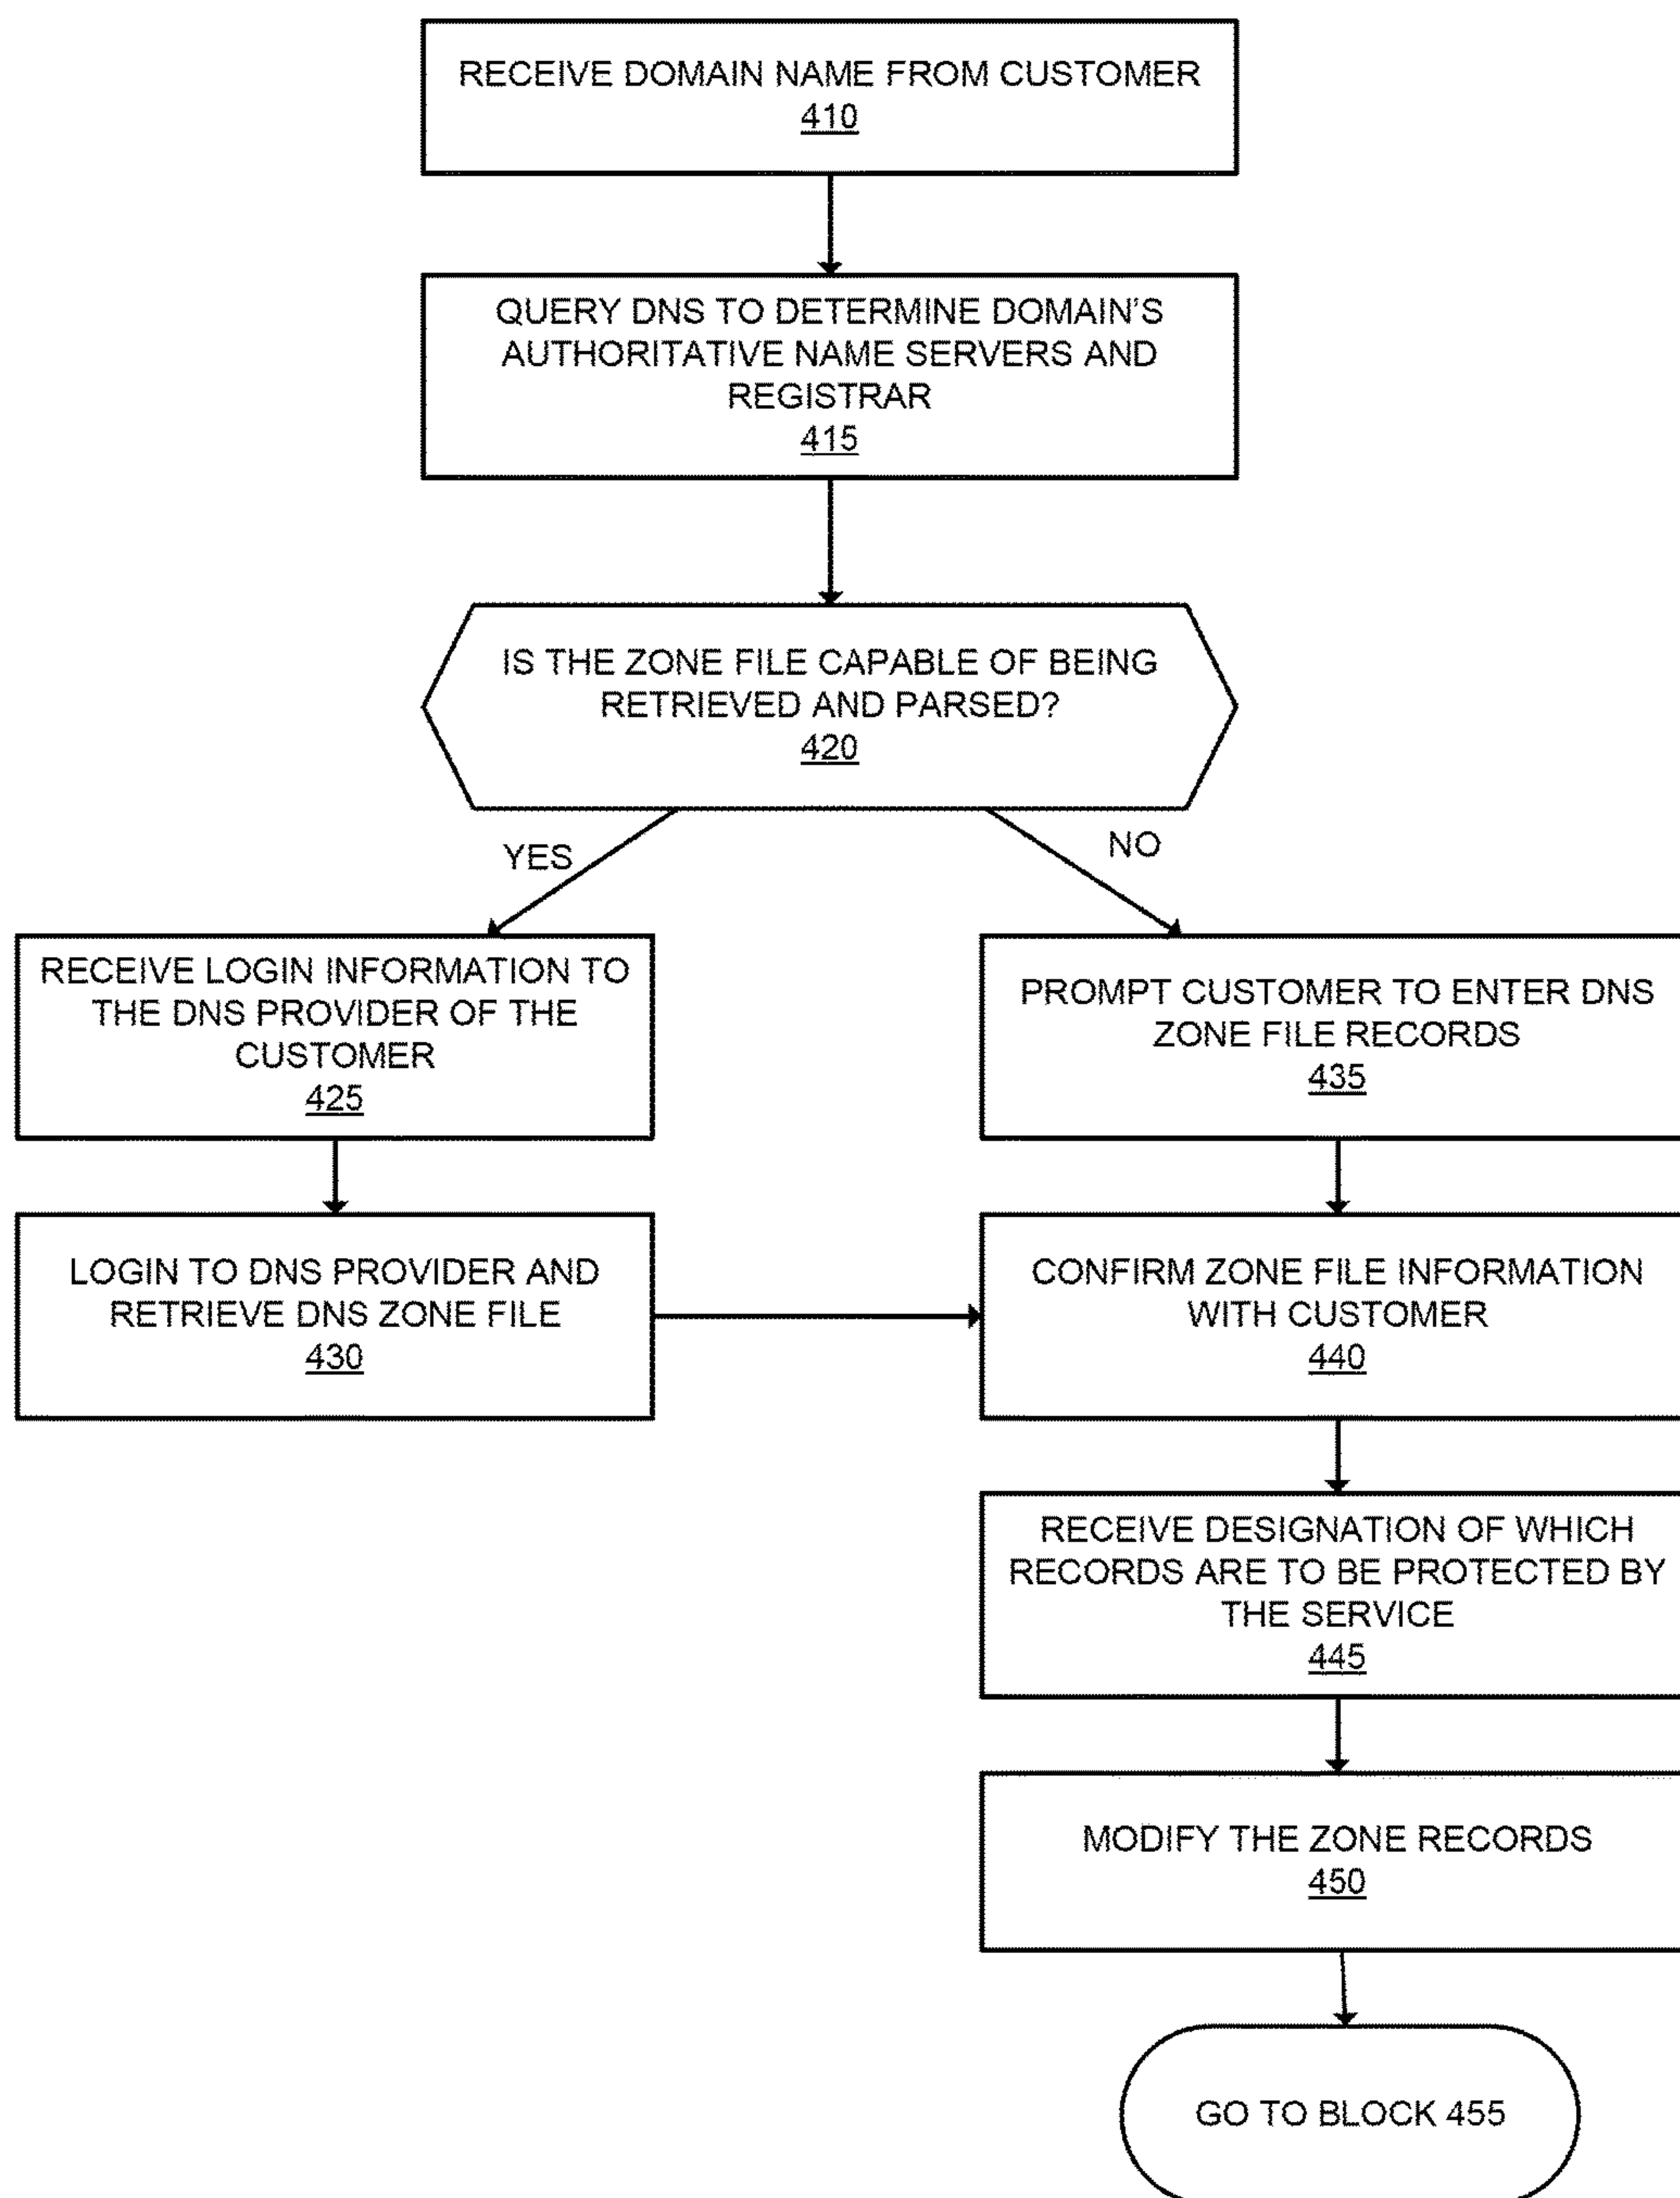 RECEIVE DOMAIN NAME FROM CUSTOMER
410
QUERY DNS TO DETERMINE DOMAIN'S
AUTHORITATIVE NAME SERVERS AND
REGISTRAR
415
IS THE ZONE FILE CAPABLE OF BEING
RETRIEVED AND PARSED?
420
YES
NO
RECEIVE LOGIN INFORMATION TO
THE DNS PROVIDER OF THE
CUSTOMER
425
PROMPT CUSTOMER TO ENTER DNS
ZONE FILE RECORDS
435
LOGIN TO DNS PROVIDER AND
RETRIEVE DNS ZONE FILE
430
CONFIRM ZONE FILE INFORMATION
WITH CUSTOMER
440
RECEIVE DESIGNATION OF WHICH
RECORDS ARE TO BE PROTECTED BY
THE SERVICE
445
MODIFY THE ZONE RECORDS
450
GO TO BLOCK 455